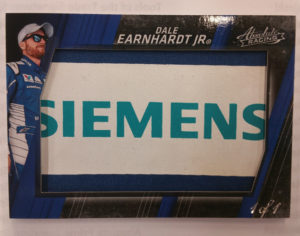 DALE
EARNHARDT JR®
Absolute
RACING
SIEMENS
1 of 1